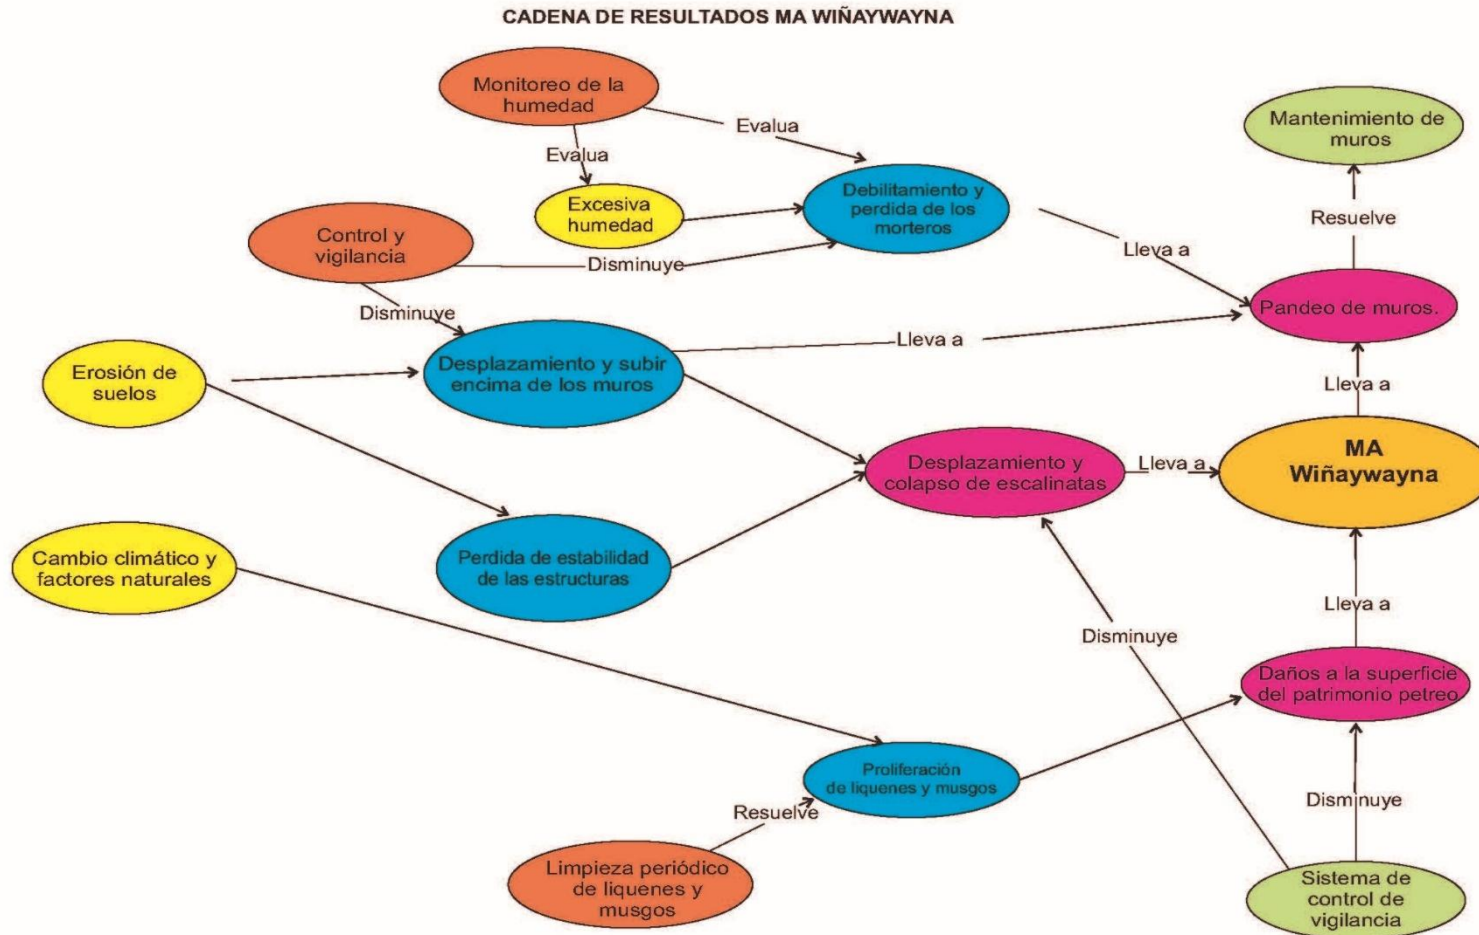 CADENA DE RESULTADOS MA WIÑAYWAYNA
Monitoreo de la
humedad
Evalua
Evalua
Mantenimiento de
muros
Excesiva
humedad
Debilitamiento y
perdida de los
morteros
Resuelve
Control y
vigilancia
Disminuye
Lleva a
Disminuye
Pandeo de muros.
Lleva a
Erosión de
suelos
Desplazamiento y subir
encima de los muros
Lleva a
Desplazamiento y
colapso de escalinatas
Lleva a
MA
Wiñaywayna
Cambio climático y
factores naturales
Perdida de estabilidad
de las estructuras
Lleva a
Disminuye
Daños a la superficie
del patrimonio petreo
Proliferación
de liquenes y musgos
Resuelve
Disminuye
Limpieza periódico
de liquenes y
musgos
Sistema de
control de
vigilancia